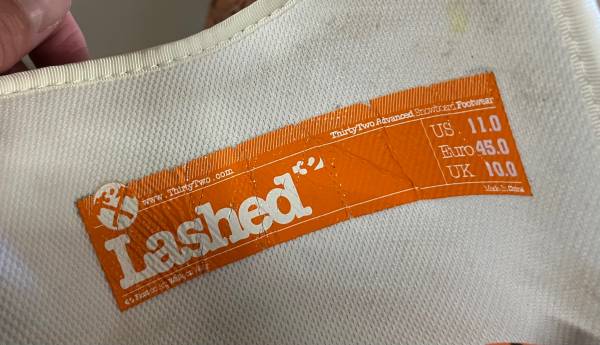 ThirtyTwo Advanced Snowboard Footwear
www.ThirtyTwo.com
Lashed32
US 11.0
Euro 45.0
UK 10.0
Made In China